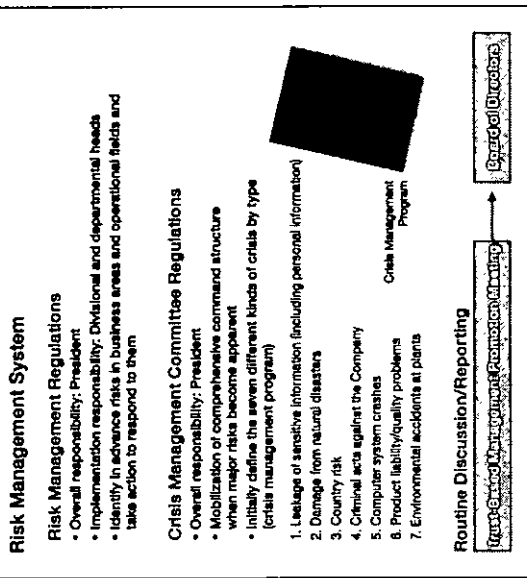 Risk Management System
Risk Management Regulations
• Overall responsibility: President
• Implementation responsibility: Divisional and departmental heads
• Identify in advance risks in business areas and operational fields and
take action to respond to them
Crisis Management Committee Regulations
• Overall responsibility: President
• Mobilization of comprehensive command structure
when major risks become apparent
• Initially define the seven different kinds of crisis by type
(crisis management program)
1. Leakage of sensitive information (including personal information)
2. Damage from natural disasters
3. Country risk
4. Criminal acts against the Company
5. Computer system crashes
6. Product liability/quality problems
7. Environmental accidents at plants
Crisis Management
Program
Routine Discussion/Reporting
Trust-Based Management Promotion Meeting
Board of Directors